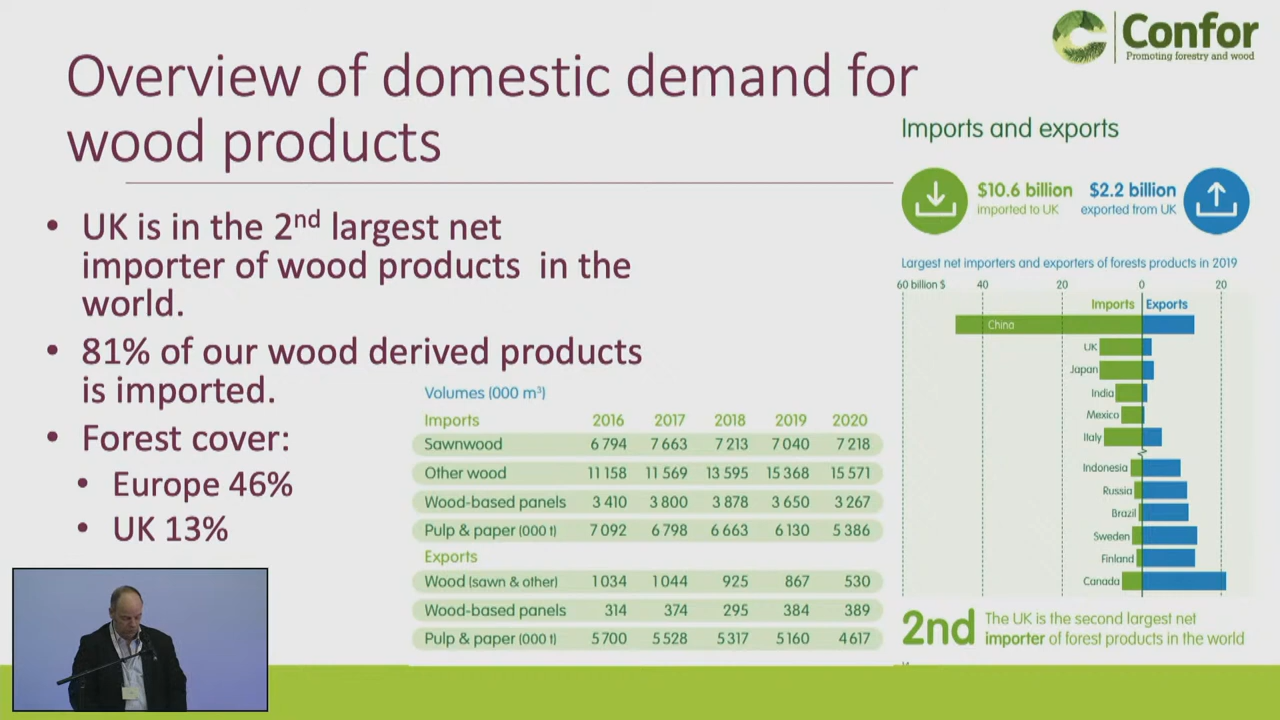 Confor
Promoting forestry and wood
Overview of domestic demand for
wood products
• UK is in the 2nd largest net
importer of wood products in the
world.
• 81% of our wood derived products
is imported.
• Forest cover:
• Europe 46%
• UK 13%
Volumes (000 m³)
Imports 2016 2017 2018 2019 2020
Sawnwood 6 794 7 663 7 213 7 040 7 218
Other wood 11 158 11 569 13 595 15 368 15 571
Wood-based panels 3 410 3 800 3 878 3 650 3 267
Pulp & paper (000 t) 7 092 6 798 6 663 6 130 5 386
Exports
Wood (sawn & other) 1 034 1 044 925 867 530
Wood-based panels 314 374 295 384 389
Pulp & paper (000 t) 5 700 5 528 5 317 5 160 4 617
Imports and exports
$10.6 billion $2.2 billion
imported to UK exported from UK
Largest net importers and exporters of forests products in 2019
60 billion $ 40 20 0 20
Imports Exports
China
UK
Japan
India
Mexico
Italy
Indonesia
Russia
Brazil
Sweden
Finland
Canada
2nd The UK is the second largest net
importer of forest products in the world